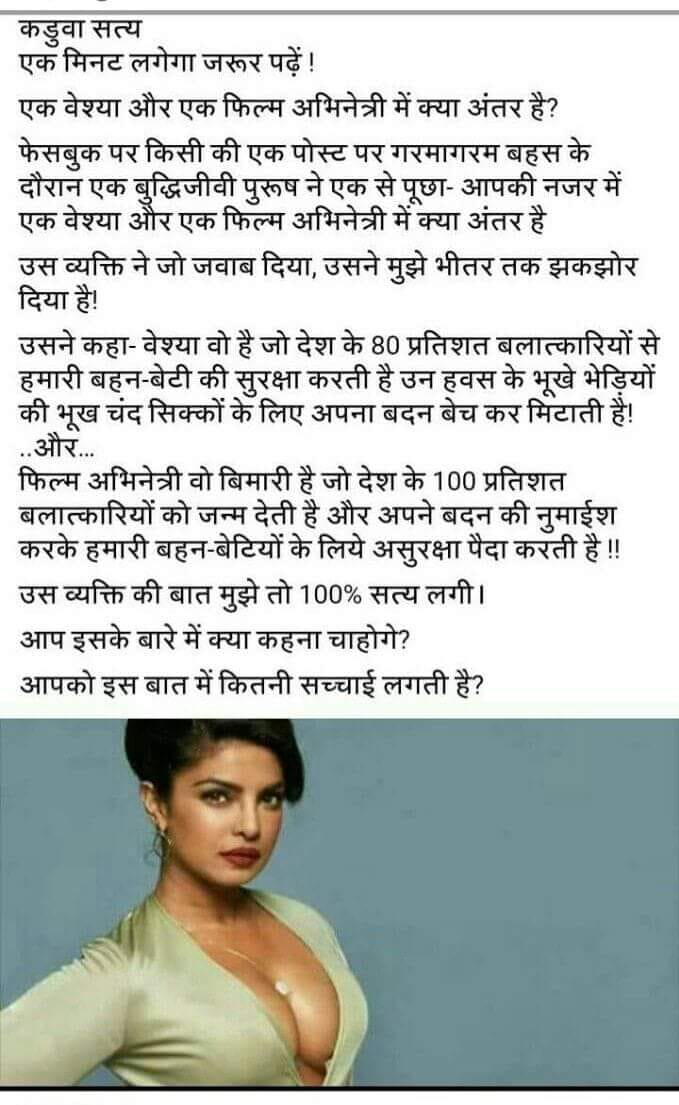 कडुवा सत्य
एक मिनट लगेगा जरूर पढ़ें !
एक वेश्या और एक फिल्म अभिनेत्री में क्या अंतर है?
फेसबुक पर किसी की एक पोस्ट पर गरमागरम बहस के
दौरान एक बुद्धिजीवी पुरूष ने एक से पूछा- आपकी नजर में
एक वेश्या और एक फिल्म अभिनेत्री में क्या अंतर है
उस व्यक्ति ने जो जवाब दिया, उसने मुझे भीतर तक झकझोर
दिया है!
उसने कहा- वेश्या वो है जो देश के 80 प्रतिशत बलात्कारियों से
हमारी बहन-बेटी की सुरक्षा करती है उन हवस के भूखे भेड़ियों
की भूख चंद सिक्कों के लिए अपना बदन बेच कर मिटाती है!
..और...
फिल्म अभिनेत्री वो बिमारी है जो देश के 100 प्रतिशत
बलात्कारियों को जन्म देती है और अपने बदन की नुमाईश
करके हमारी बहन-बेटियों के लिये असुरक्षा पैदा करती है !!
उस व्यक्ति की बात मुझे तो 100% सत्य लगी।
आप इसके बारे में क्या कहना चाहोगे?
आपको इस बात में कितनी सच्चाई लगती है?